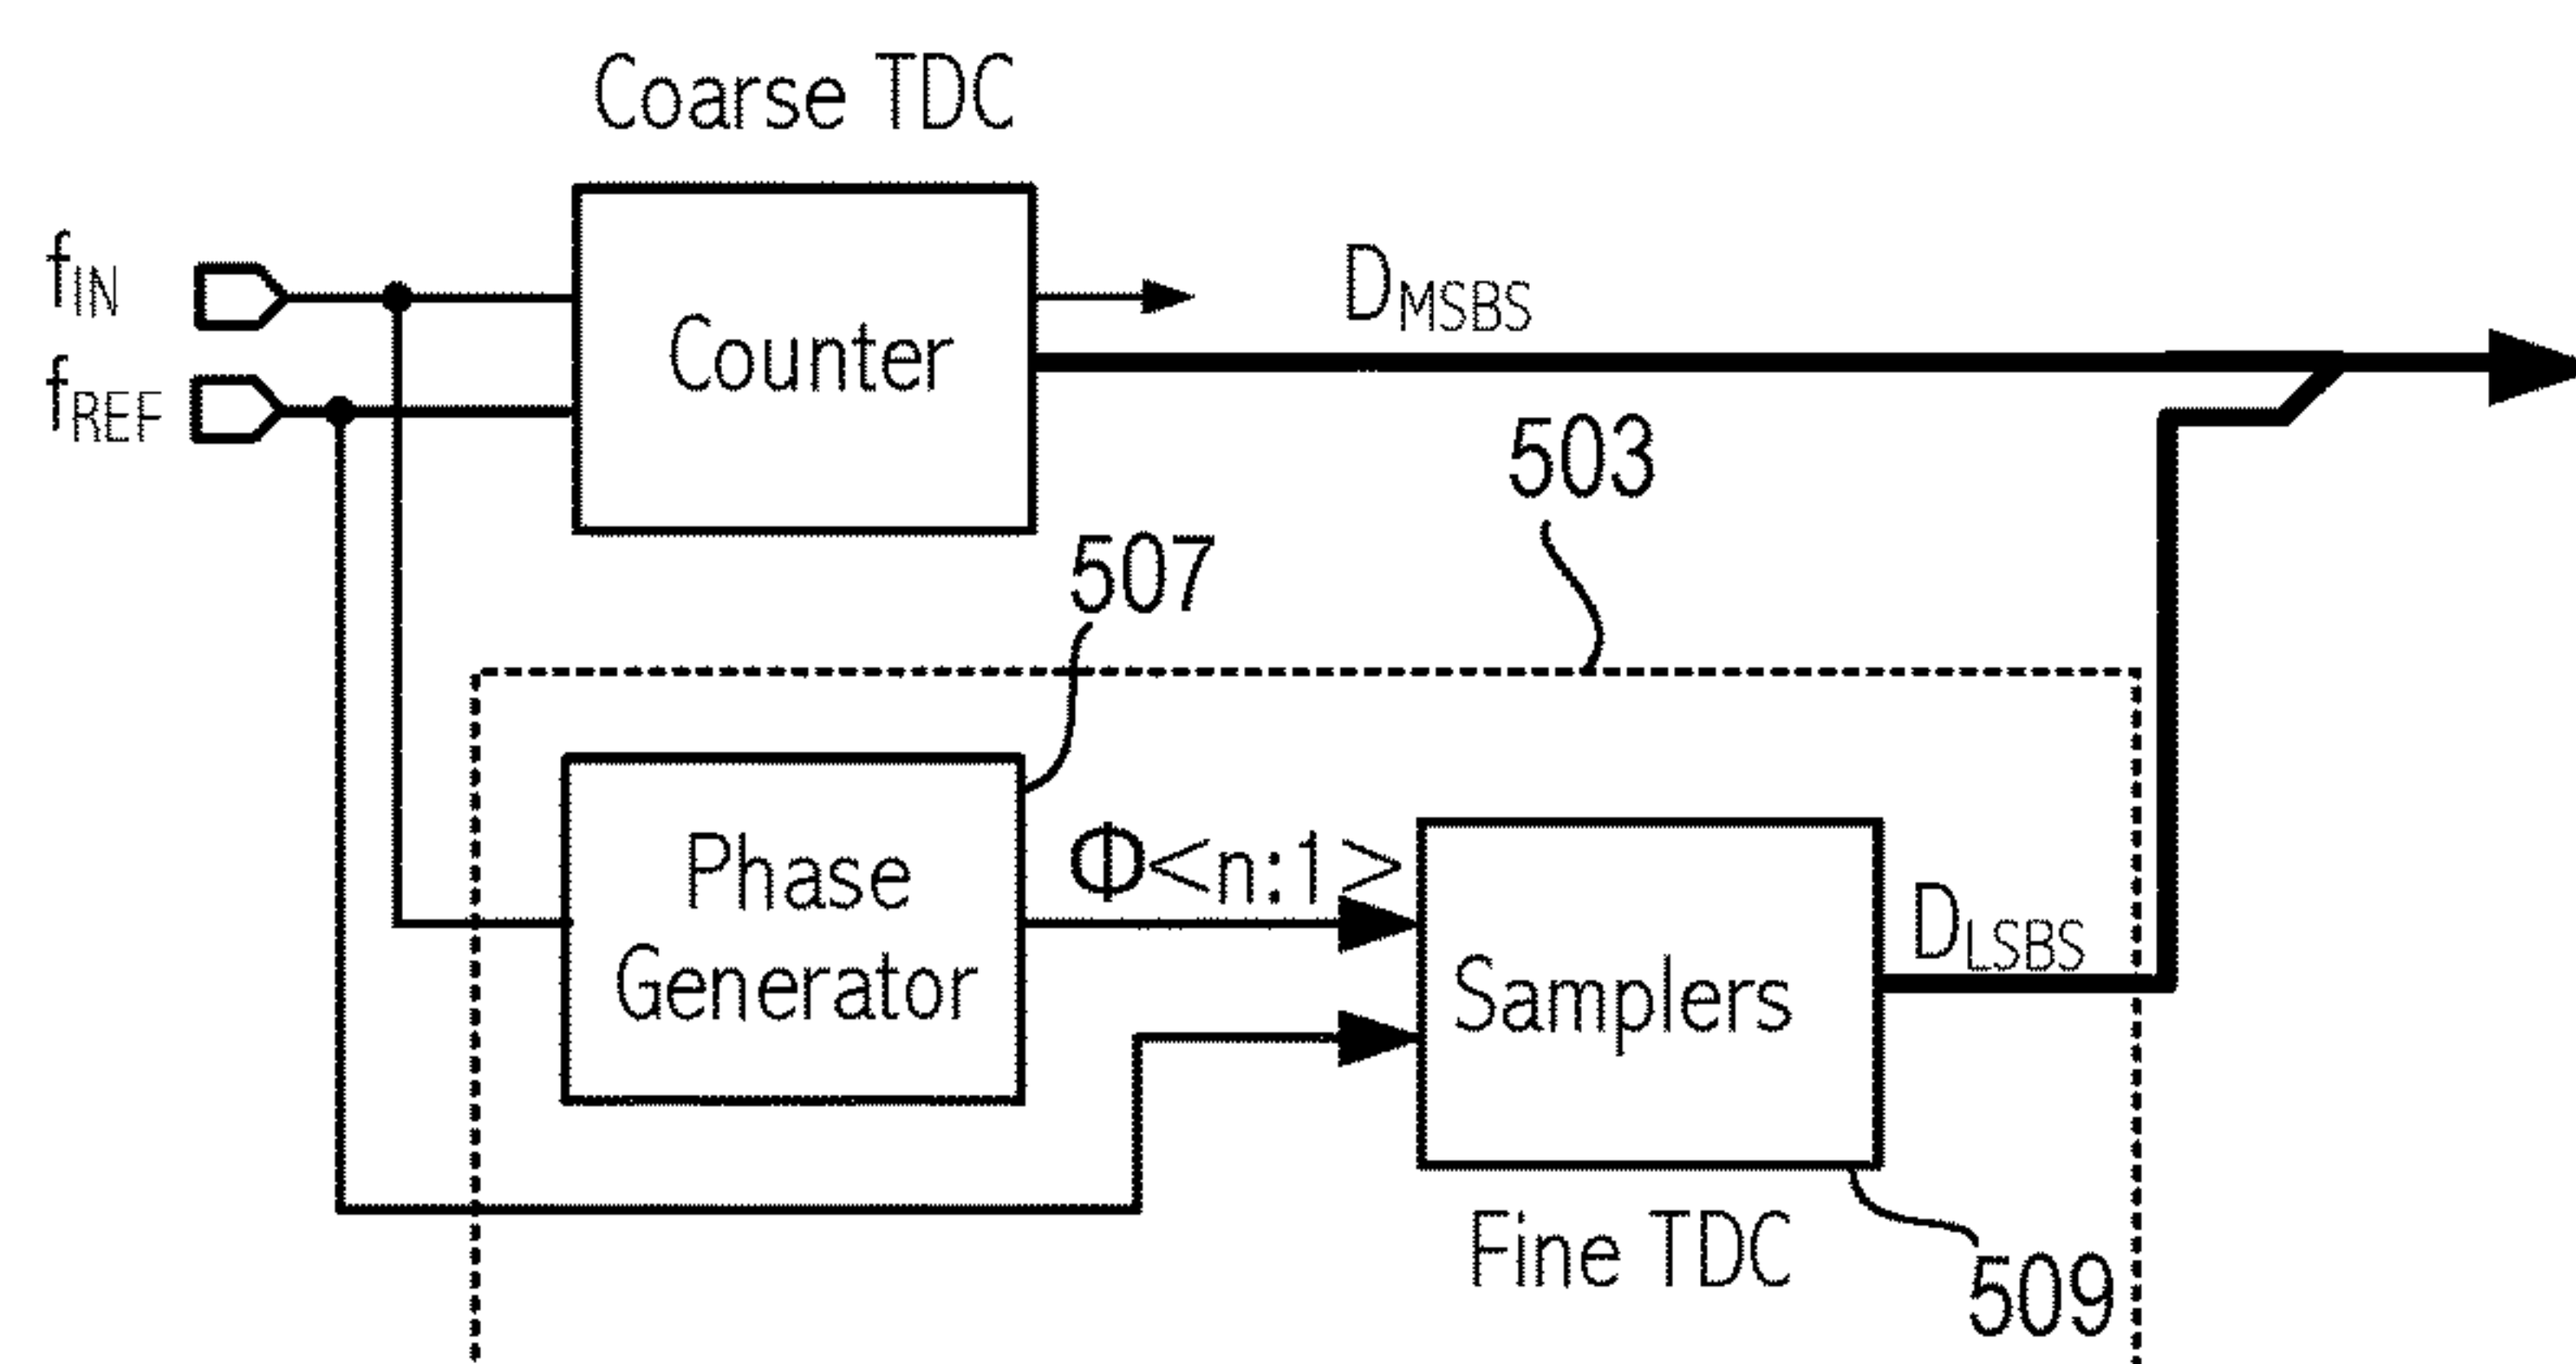 Coarse TDC
f_IN
f_REF
Counter
D_MSBS
503
507
Phase
Generator
Φ<n:1>
Samplers
D_LSBS
Fine TDC
509